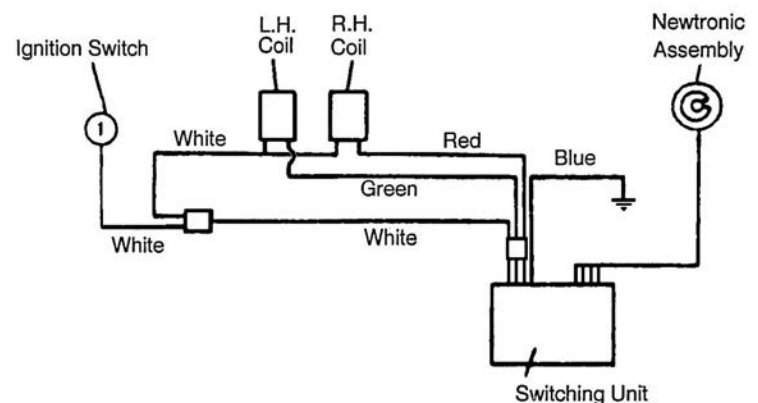 L.H.
Coil
R.H.
Coil
Newtronic
Assembly
Ignition Switch
1
White
Red
Blue
Green
White
White
Switching Unit